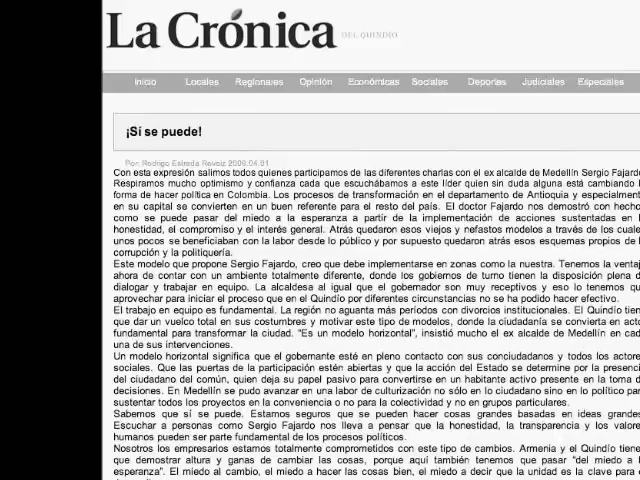 La Crónica DEL QUINDÍO
Inicio Locales Regionales Opinión Económicas Sociales Deportes Judiciales Especiales
¡Sí se puede!
Por: Rodrigo Estrada Reveiz 2009.04.01
Con esta expresión salimos todos quienes participamos de las diferentes charlas con el ex alcalde de Medellín Sergio Fajardo
Respiramos mucho optimismo y confianza cada que escuchábamos a este líder quien sin duda alguna está cambiando
forma de hacer política en Colombia. Los procesos de transformación en el departamento de Antioquia y especialment
en su capital se convierten en un buen referente para el resto del país. El doctor Fajardo nos demostró con hecho
como se puede pasar del miedo a la esperanza a partir de la implementación de acciones sustentadas en
honestidad, el compromiso y el interés general. Atrás quedaron esos viejos y nefastos modelos a través de los cuale
unos pocos se beneficiaban con la labor desde lo público y por supuesto quedaron atrás esos esquemas propios de
corrupción y la politiquería.
Este modelo que propone Sergio Fajardo, creo que debe implementarse en zonas como la nuestra. Tenemos la ventaj
ahora de contar con un ambiente totalmente diferente, donde los gobiernos de turno tienen la disposición plena d
dialogar y trabajar en equipo. La alcaldesa al igual que el gobernador son muy receptivos y eso lo tenemos qu
aprovechar para iniciar el proceso que en el Quindío por diferentes circunstancias no se ha podido hacer efectivo.
El trabajo en equipo es fundamental. La región no aguanta más períodos con divorcios institucionales. El Quindío tien
que dar un vuelco total en sus costumbres y motivar este tipo de modelos, donde la ciudadanía se convierta en acto
fundamental para transformar la ciudad. "Es un modelo horizontal", insistió mucho el ex alcalde de Medellín en cad
una de sus intervenciones.
Un modelo horizontal significa que el gobernante esté en pleno contacto con sus conciudadanos y todos los actore
sociales. Que las puertas de la participación estén abiertas y que la acción del Estado se determine por la presenci
del ciudadano del común, quien deja su papel pasivo para convertirse en un habitante activo presente en la toma d
decisiones. En Medellín se pudo avanzar en una labor de culturización no sólo en lo ciudadano sino en lo político par
sustentar todos los proyectos en la conveniencia o no para la colectividad y no en grupos particulares.
Sabemos que sí se puede. Estamos seguros que se pueden hacer cosas grandes basadas en ideas grandes
Escuchar a personas como Sergio Fajardo nos lleva a pensar que la honestidad, la transparencia y los valore
humanos pueden ser parte fundamental de los procesos políticos.
Nosotros los empresarios estamos totalmente comprometidos con este tipo de cambios. Armenia y el Quindío tiene
que demostrar altura y ganas de cambiar las cosas, porque aquí también tenemos que pasar "del miedo a l
esperanza". El miedo al cambio, el miedo a hacer las cosas bien, el miedo a decir que la unidad es la clave para